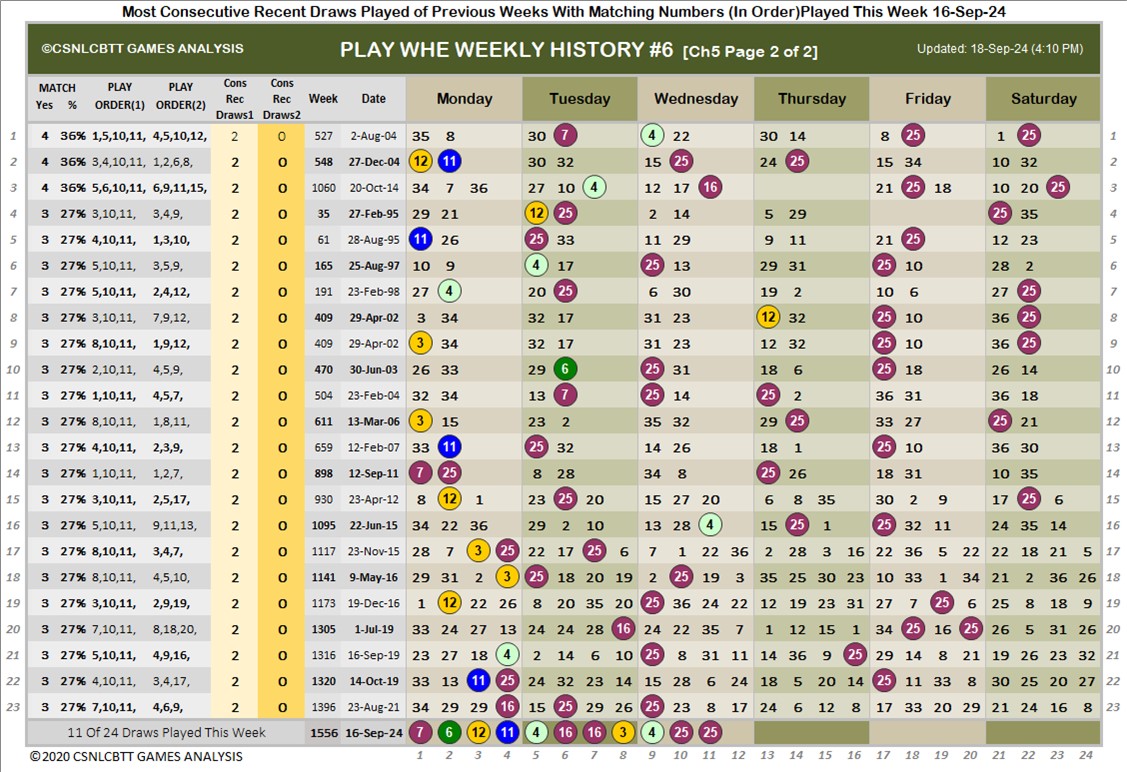 Most Consecutive Recent Draws Played of Previous Weeks With Matching Numbers (In Order)Played This Week 16-Sep-24
©CSNLCBTT GAMES ANALYSIS PLAY WHE WEEKLY HISTORY #6 [Ch5 Page 2 of 2] Updated: 18-Sep-24 (4:10 PM)
MATCH Yes % PLAY ORDER(1) PLAY ORDER(2) Cons Rec Draws1 Cons Rec Draws2 Week Date Monday Tuesday Wednesday Thursday Friday Saturday
1 4 36% 1,5,10,11, 4,5,10,12, 2 0 527 2-Aug-04 35 8 30 7 4 22 30 14 8 25 1 25 1
2 4 36% 3,4,10,11, 1,2,6,8, 2 0 548 27-Dec-04 12 11 30 32 15 25 24 25 15 34 10 32 2
3 4 36% 5,6,10,11, 6,9,11,15, 2 0 1060 20-Oct-14 34 7 36 27 10 4 12 17 16 21 25 18 10 20 25 3
4 3 27% 3,10,11, 3,4,9, 2 0 35 27-Feb-95 29 21 12 25 2 14 5 29 25 35 4
5 3 27% 4,10,11, 1,3,10, 2 0 61 28-Aug-95 11 26 25 33 11 29 9 11 21 25 12 23 5
6 3 27% 5,10,11, 3,5,9, 2 0 165 25-Aug-97 10 9 4 17 25 13 29 31 25 10 28 2 6
7 3 27% 5,10,11, 2,4,12, 2 0 191 23-Feb-98 27 4 20 25 6 30 19 2 10 6 27 25 7
8 3 27% 3,10,11, 7,9,12, 2 0 409 29-Apr-02 3 34 32 17 31 23 12 32 25 10 36 25 8
9 3 27% 8,10,11, 1,9,12, 2 0 409 29-Apr-02 3 34 32 17 31 23 12 32 25 10 36 25 9
10 3 27% 2,10,11, 4,5,9, 2 0 470 30-Jun-03 26 33 29 6 25 31 18 6 25 18 26 14 10
11 3 27% 1,10,11, 4,5,7, 2 0 504 23-Feb-04 32 34 13 7 25 14 25 2 36 31 36 18 11
12 3 27% 8,10,11, 1,8,11, 2 0 611 13-Mar-06 3 15 23 2 35 32 29 25 33 27 25 21 12
13 3 27% 4,10,11, 2,3,9, 2 0 659 12-Feb-07 33 11 25 32 14 26 18 1 25 10 36 30 13
14 3 27% 1,10,11, 1,2,7, 2 0 898 12-Sep-11 7 25 8 28 34 8 25 26 18 31 10 35 14
15 3 27% 3,10,11, 2,5,17, 2 0 930 23-Apr-12 8 12 1 23 25 20 15 27 20 6 8 35 30 2 9 17 25 6 15
16 3 27% 5,10,11, 9,11,13, 2 0 1095 22-Jun-15 34 22 36 29 2 10 13 28 4 15 25 1 25 32 11 24 35 14 16
17 3 27% 8,10,11, 3,4,7, 2 0 1117 23-Nov-15 28 7 3 25 22 17 25 6 7 1 22 36 2 28 3 16 22 36 5 22 22 18 21 5 17
18 3 27% 8,10,11, 4,5,10, 2 0 1141 9-May-16 29 31 2 3 25 18 20 19 2 25 19 3 35 25 30 23 10 33 1 34 21 2 36 26 18
19 3 27% 3,10,11, 2,9,19, 2 0 1173 19-Dec-16 1 12 22 26 8 20 35 20 25 36 24 22 12 19 23 31 27 7 25 6 25 8 18 9 19
20 3 27% 7,10,11, 8,18,20, 2 0 1305 1-Jul-19 33 24 27 13 24 24 28 16 24 22 35 7 1 12 15 1 34 25 16 25 26 5 31 26 20
21 3 27% 5,10,11, 4,9,16, 2 0 1316 16-Sep-19 23 27 18 4 2 14 6 10 25 8 31 11 14 36 9 25 29 14 8 21 19 26 23 32 21
22 3 27% 4,10,11, 3,4,17, 2 0 1320 14-Oct-19 33 13 11 25 24 32 23 14 15 28 6 24 18 5 20 14 25 11 33 8 30 25 20 27 22
23 3 27% 7,10,11, 4,6,9, 2 0 1396 23-Aug-21 34 29 29 16 15 25 29 26 25 23 8 17 24 6 12 8 17 33 20 29 21 24 16 8 23
11 Of 24 Draws Played This Week 1556 16-Sep-24 7 6 12 11 4 16 16 3 4 25 25
©2020 CSNLCBTT GAMES ANALYSIS 1 2 3 4 5 6 7 8 9 10 11 12 13 14 15 16 17 18 19 20 21 22 23 24